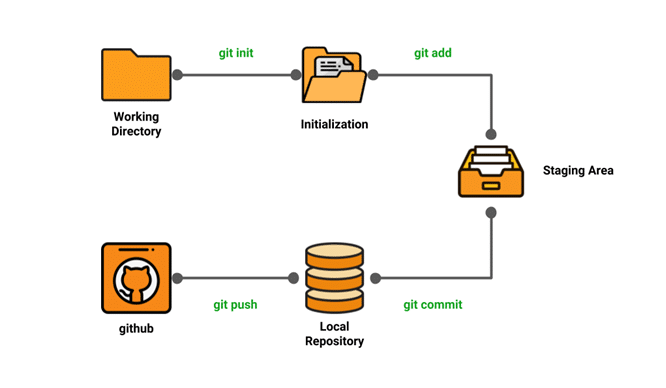 git init
git add
Working
Directory
Initialization
Staging Area
git push
git commit
github
Local
Repository